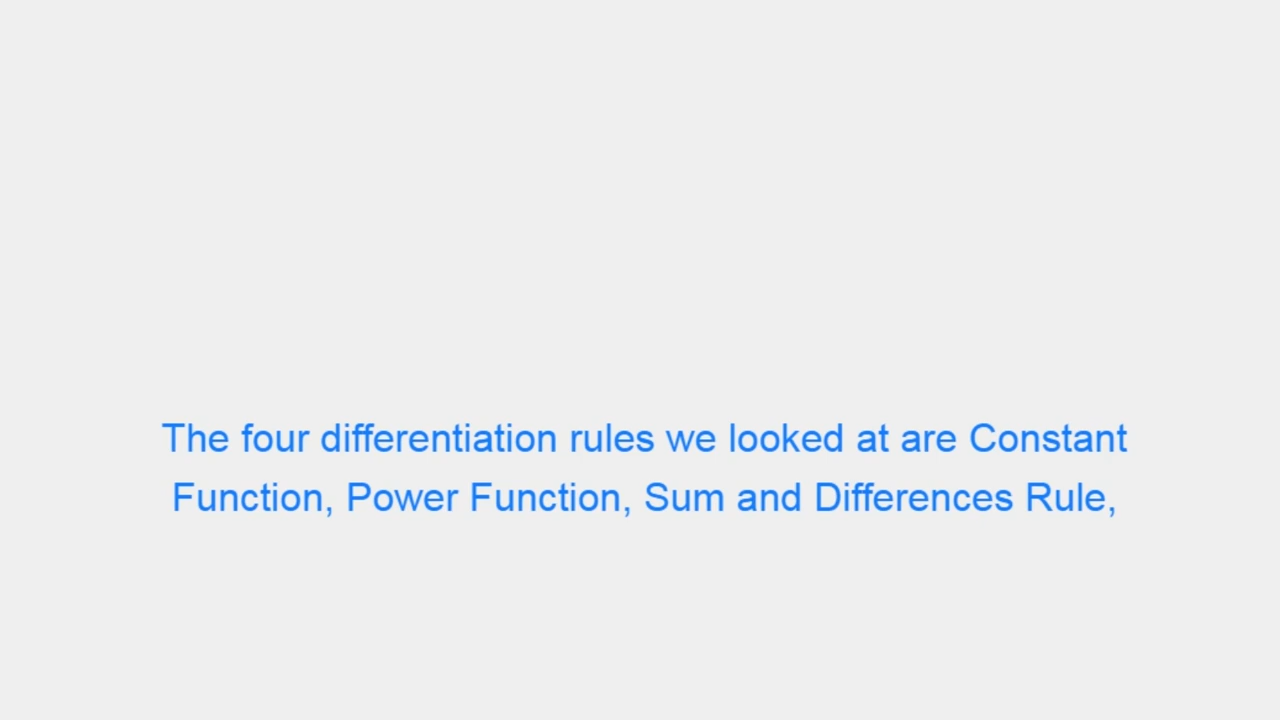 The four differentiation rules we looked at are Constant
Function, Power Function, Sum and Differences Rule,